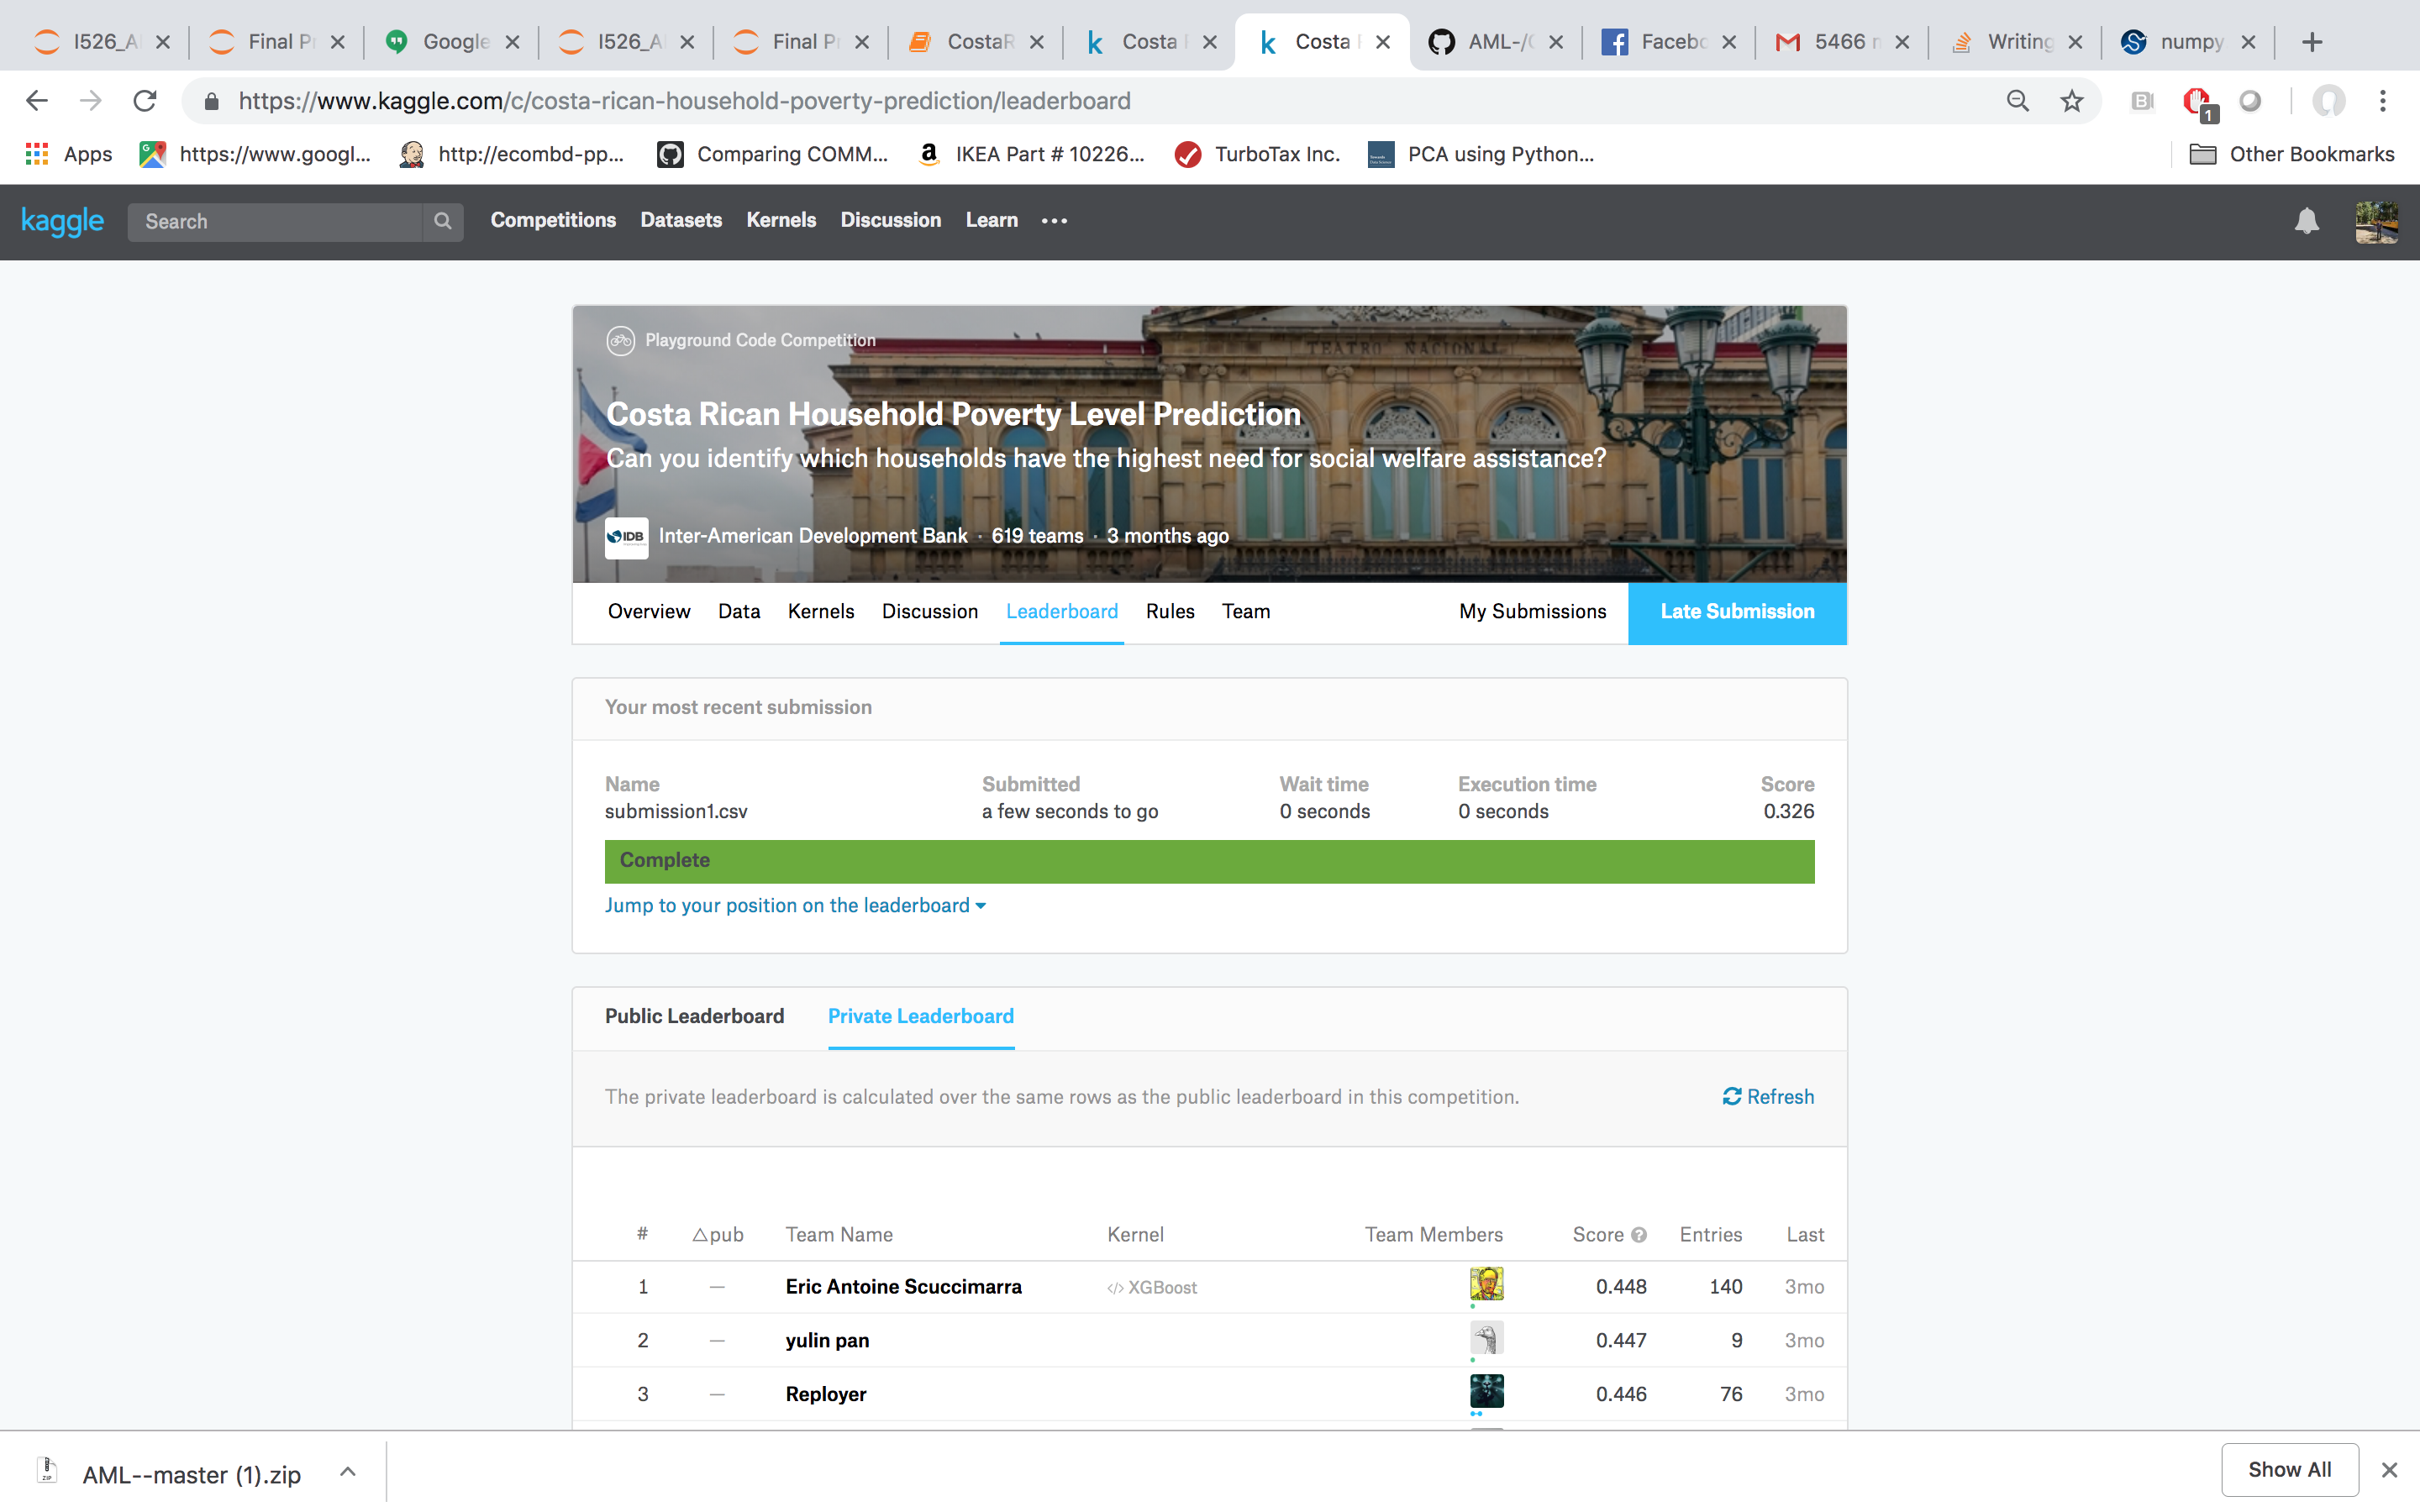 I526_A
Final P
Google
I526_A
Final P
CostaR
Costa
Costa
AML-/
Facebo
5466
Writing
numpy
https://www.kaggle.com/c/costa-rican-household-poverty-prediction/leaderboard
1
Apps
https://www.googl...
http://ecombd-pp...
Comparing COMM...
IKEA Part # 10226...
TurboTax Inc.
PCA using Python...
Other Bookmarks
kaggle
Search
Competitions
Datasets
Kernels
Discussion
Learn
Playground Code Competition
TEATRO NACIONAL
Costa Rican Household Poverty Level Prediction
Can you identify which households have the highest need for social welfare assistance?
IDB
Inter-American Development Bank · 619 teams · 3 months ago
Overview
Data
Kernels
Discussion
Leaderboard
Rules
Team
My Submissions
Late Submission
Your most recent submission
Name Submitted Wait time Execution time Score
submission1.csv a few seconds to go 0 seconds 0 seconds 0.326
Complete
Jump to your position on the leaderboard
Public Leaderboard
Private Leaderboard
The private leaderboard is calculated over the same rows as the public leaderboard in this competition.
Refresh
# △pub Team Name Kernel Team Members Score Entries Last
1 — Eric Antoine Scuccimarra </> XGBoost 0.448 140 3mo
2 — yulin pan 0.447 9 3mo
3 — Reployer 0.446 76 3mo
AML--master (1).zip
Show All